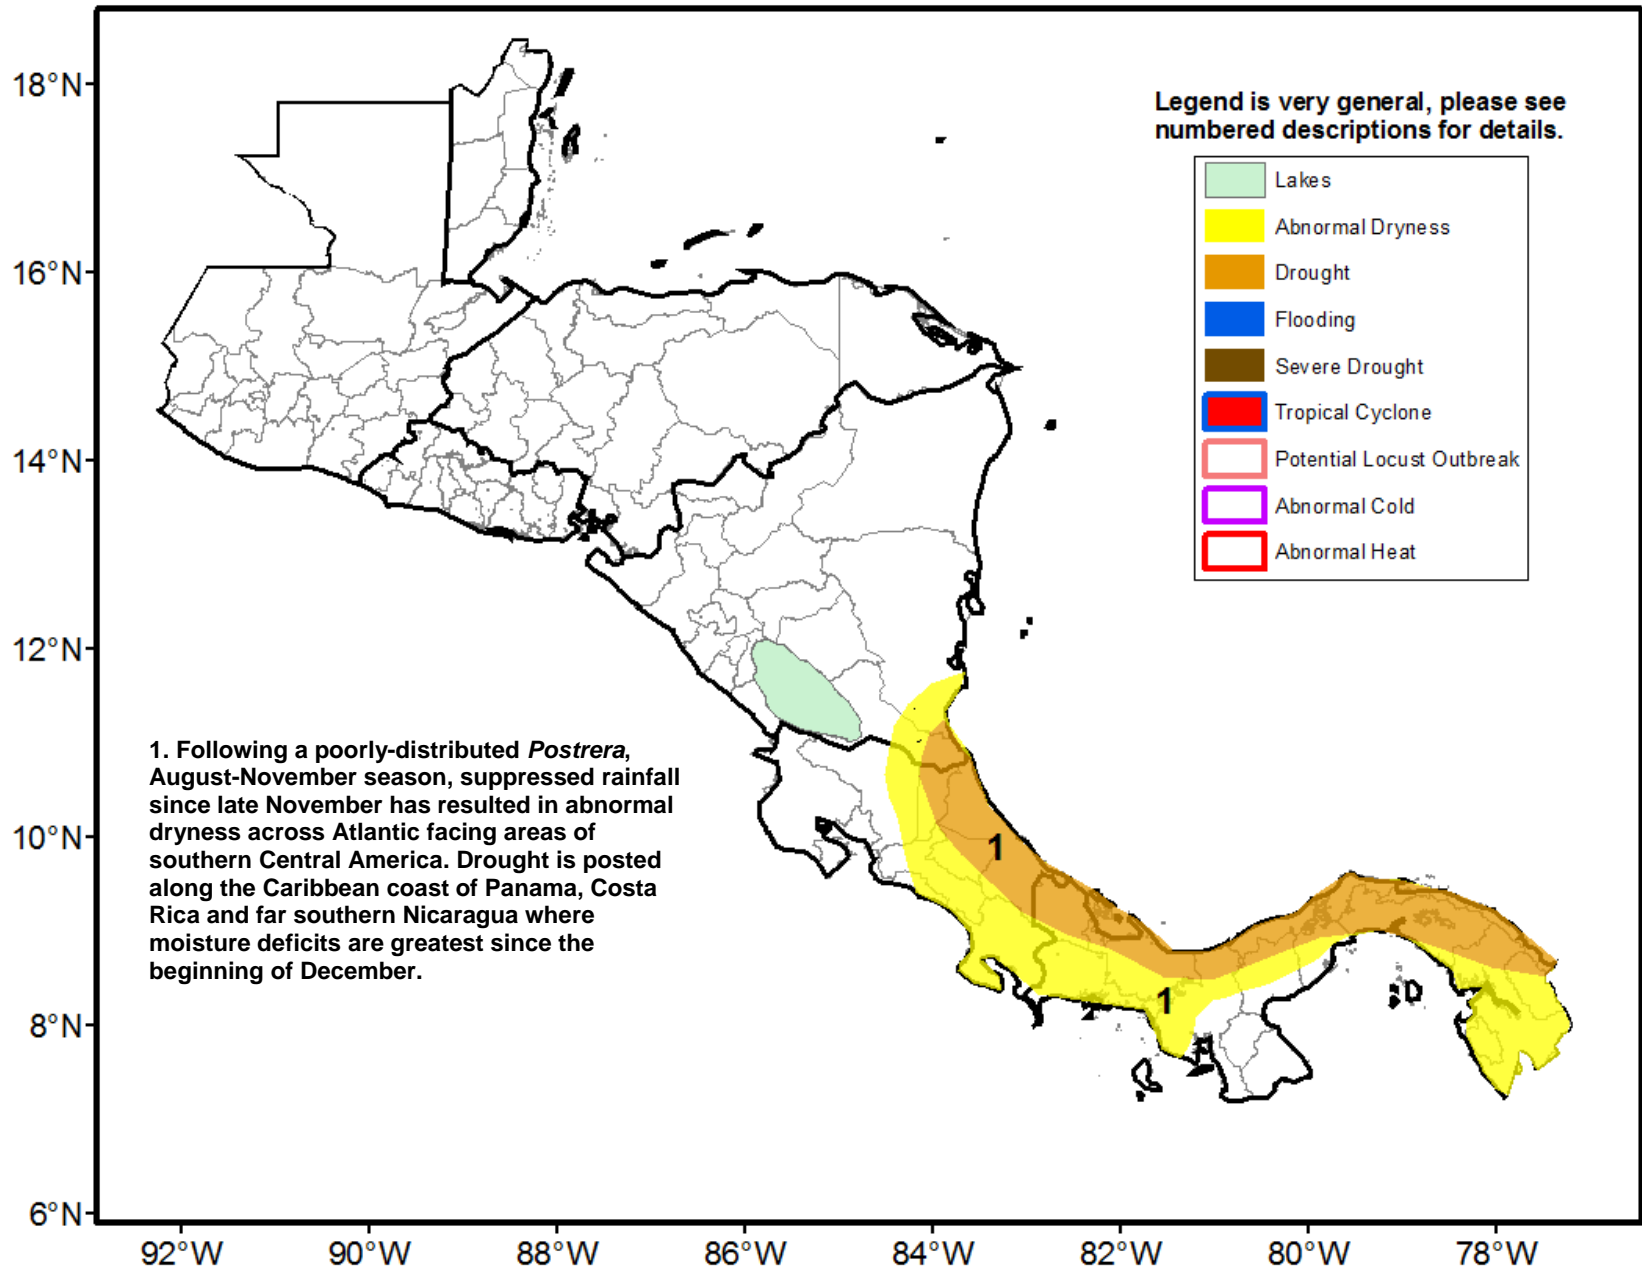 18°N
16°N
14°N
12°N
10°N
8°N
6°N
Legend is very general, please see
numbered descriptions for details.
Lakes
Abnormal Dryness
Drought
Flooding
Severe Drought
Tropical Cyclone
Potential Locust Outbreak
Abnormal Cold
Abnormal Heat
1. Following a poorly-distributed Postrera,
August-November season, suppressed rainfall
since late November has resulted in abnormal
dryness across Atlantic facing areas of
southern Central America. Drought is posted
along the Caribbean coast of Panama, Costa
Rica and far southern Nicaragua where
moisture deficits are greatest since the
beginning of December.
1
1
92°W
90°W
88°W
86°W
84°W
82°W
80°W
78°W